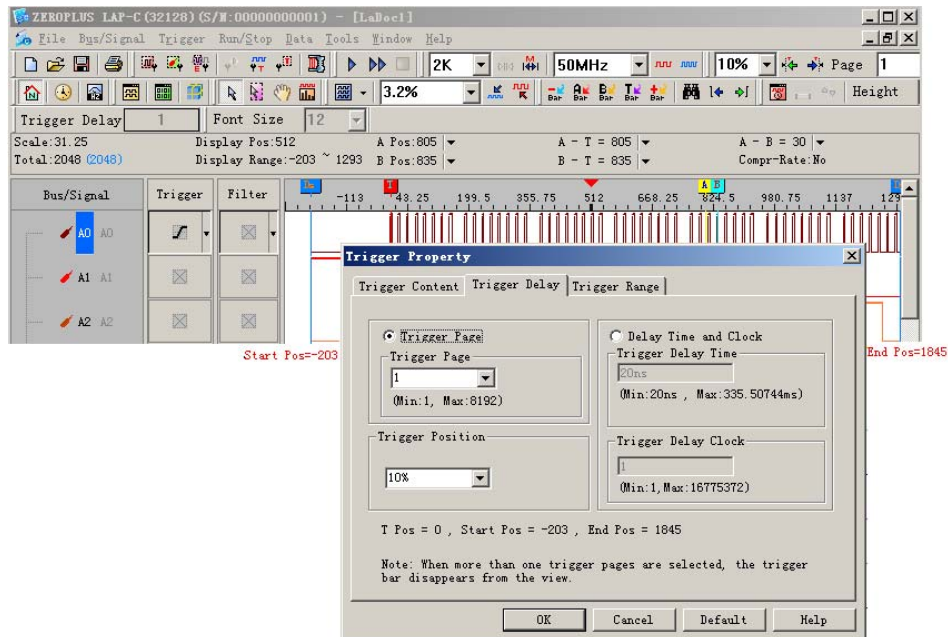 ZEROPLUS LAP-C(32128)(S/N:00000000001) - [LaDoc1]
File Bus/Signal Trigger Run/Stop Data Tools Window Help
2K 50MHz 10% Page 1
3.2% Bar Bar Bar Bar Bar Height
Trigger Delay 1 Font Size 12
Scale:31.25 Display Pos:512 A Pos:805 A - T = 805 A - B = 30
Total:2048 (2048) Display Range:-203 ~ 1293 B Pos:835 B - T = 835 Compr-Rate:No
Bus/Signal Trigger Filter T A B
-113 43.25 199.5 355.75 512 668.25 824.5 980.75 1137 129
A0 A0
A1 A1
A2 A2
Start Pos=-203
End Pos=1845
Trigger Property
Trigger Content Trigger Delay Trigger Range
Trigger Page
Trigger Page
1
(Min:1, Max:8192)
Trigger Position
10%
Delay Time and Clock
Trigger Delay Time
20ns
(Min:20ns , Max:335.50744ms)
Trigger Delay Clock
1
(Min:1,Max:16775372)
T Pos = 0 , Start Pos = -203 , End Pos = 1845
Note: When more than one trigger pages are selected, the trigger
bar disappears from the view.
OK Cancel Default Help